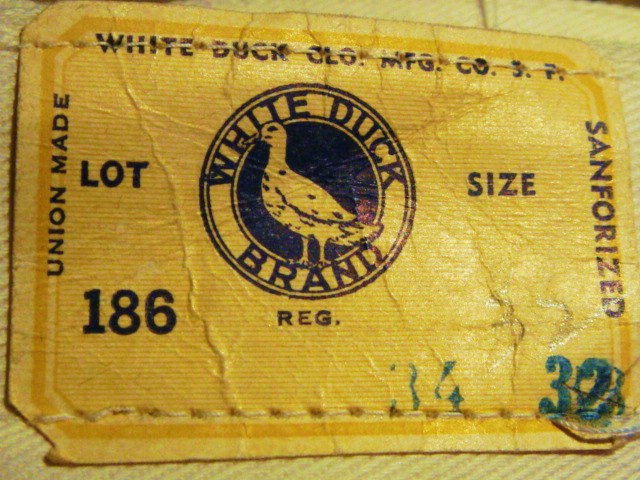 WHITE DUCK CLO. MFG. CO. S. F.
UNION MADE
LOT
186
WHITE DUCK
BRAND
REG.
SIZE
SANFORIZED
34